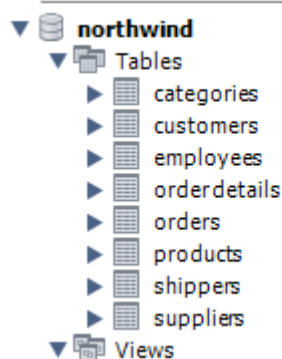 northwind
Tables
categories
customers
employees
orderdetails
orders
products
shippers
suppliers
Views